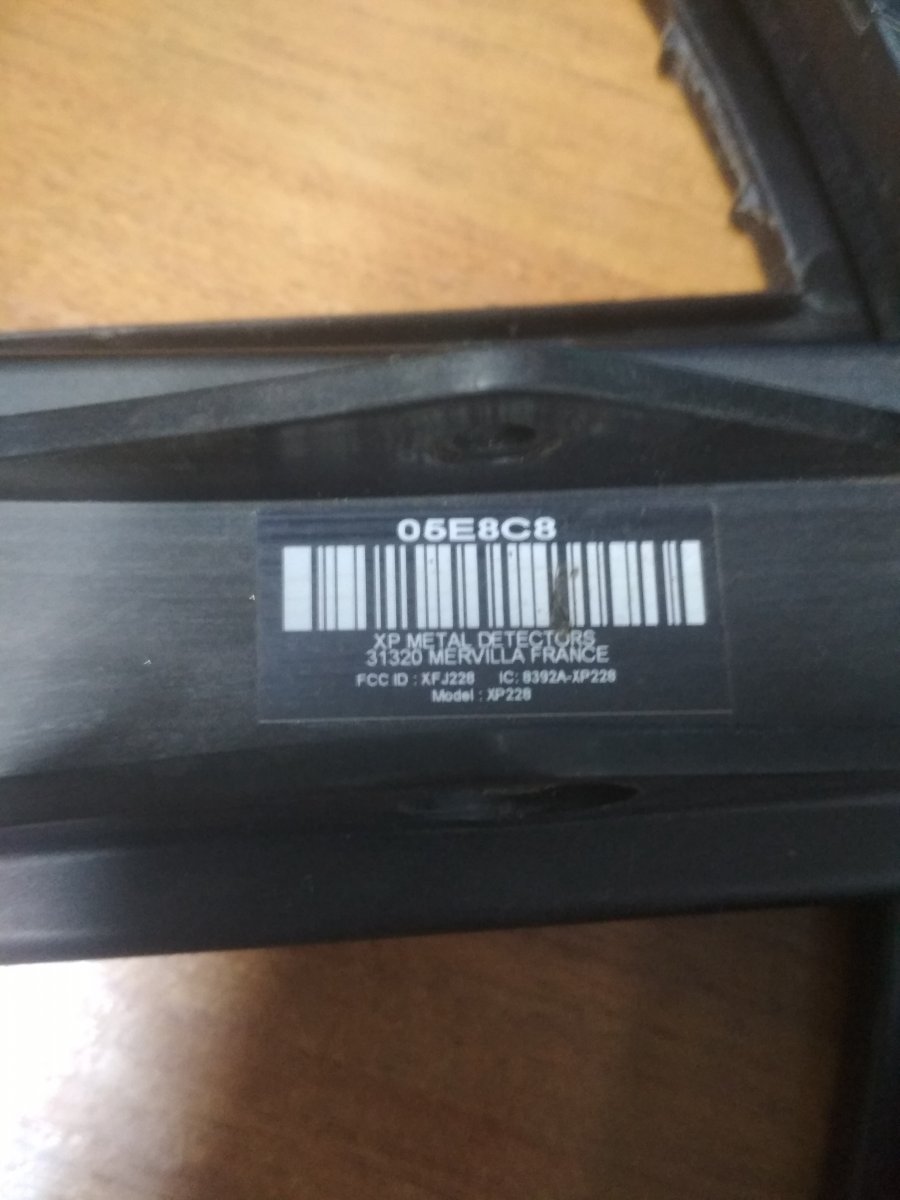 05E8C8
XP METAL DETECTORS
31320 MERVILLA FRANCE
FCC ID : XFJ228 IC: 8392A-XP228
Model : XP228